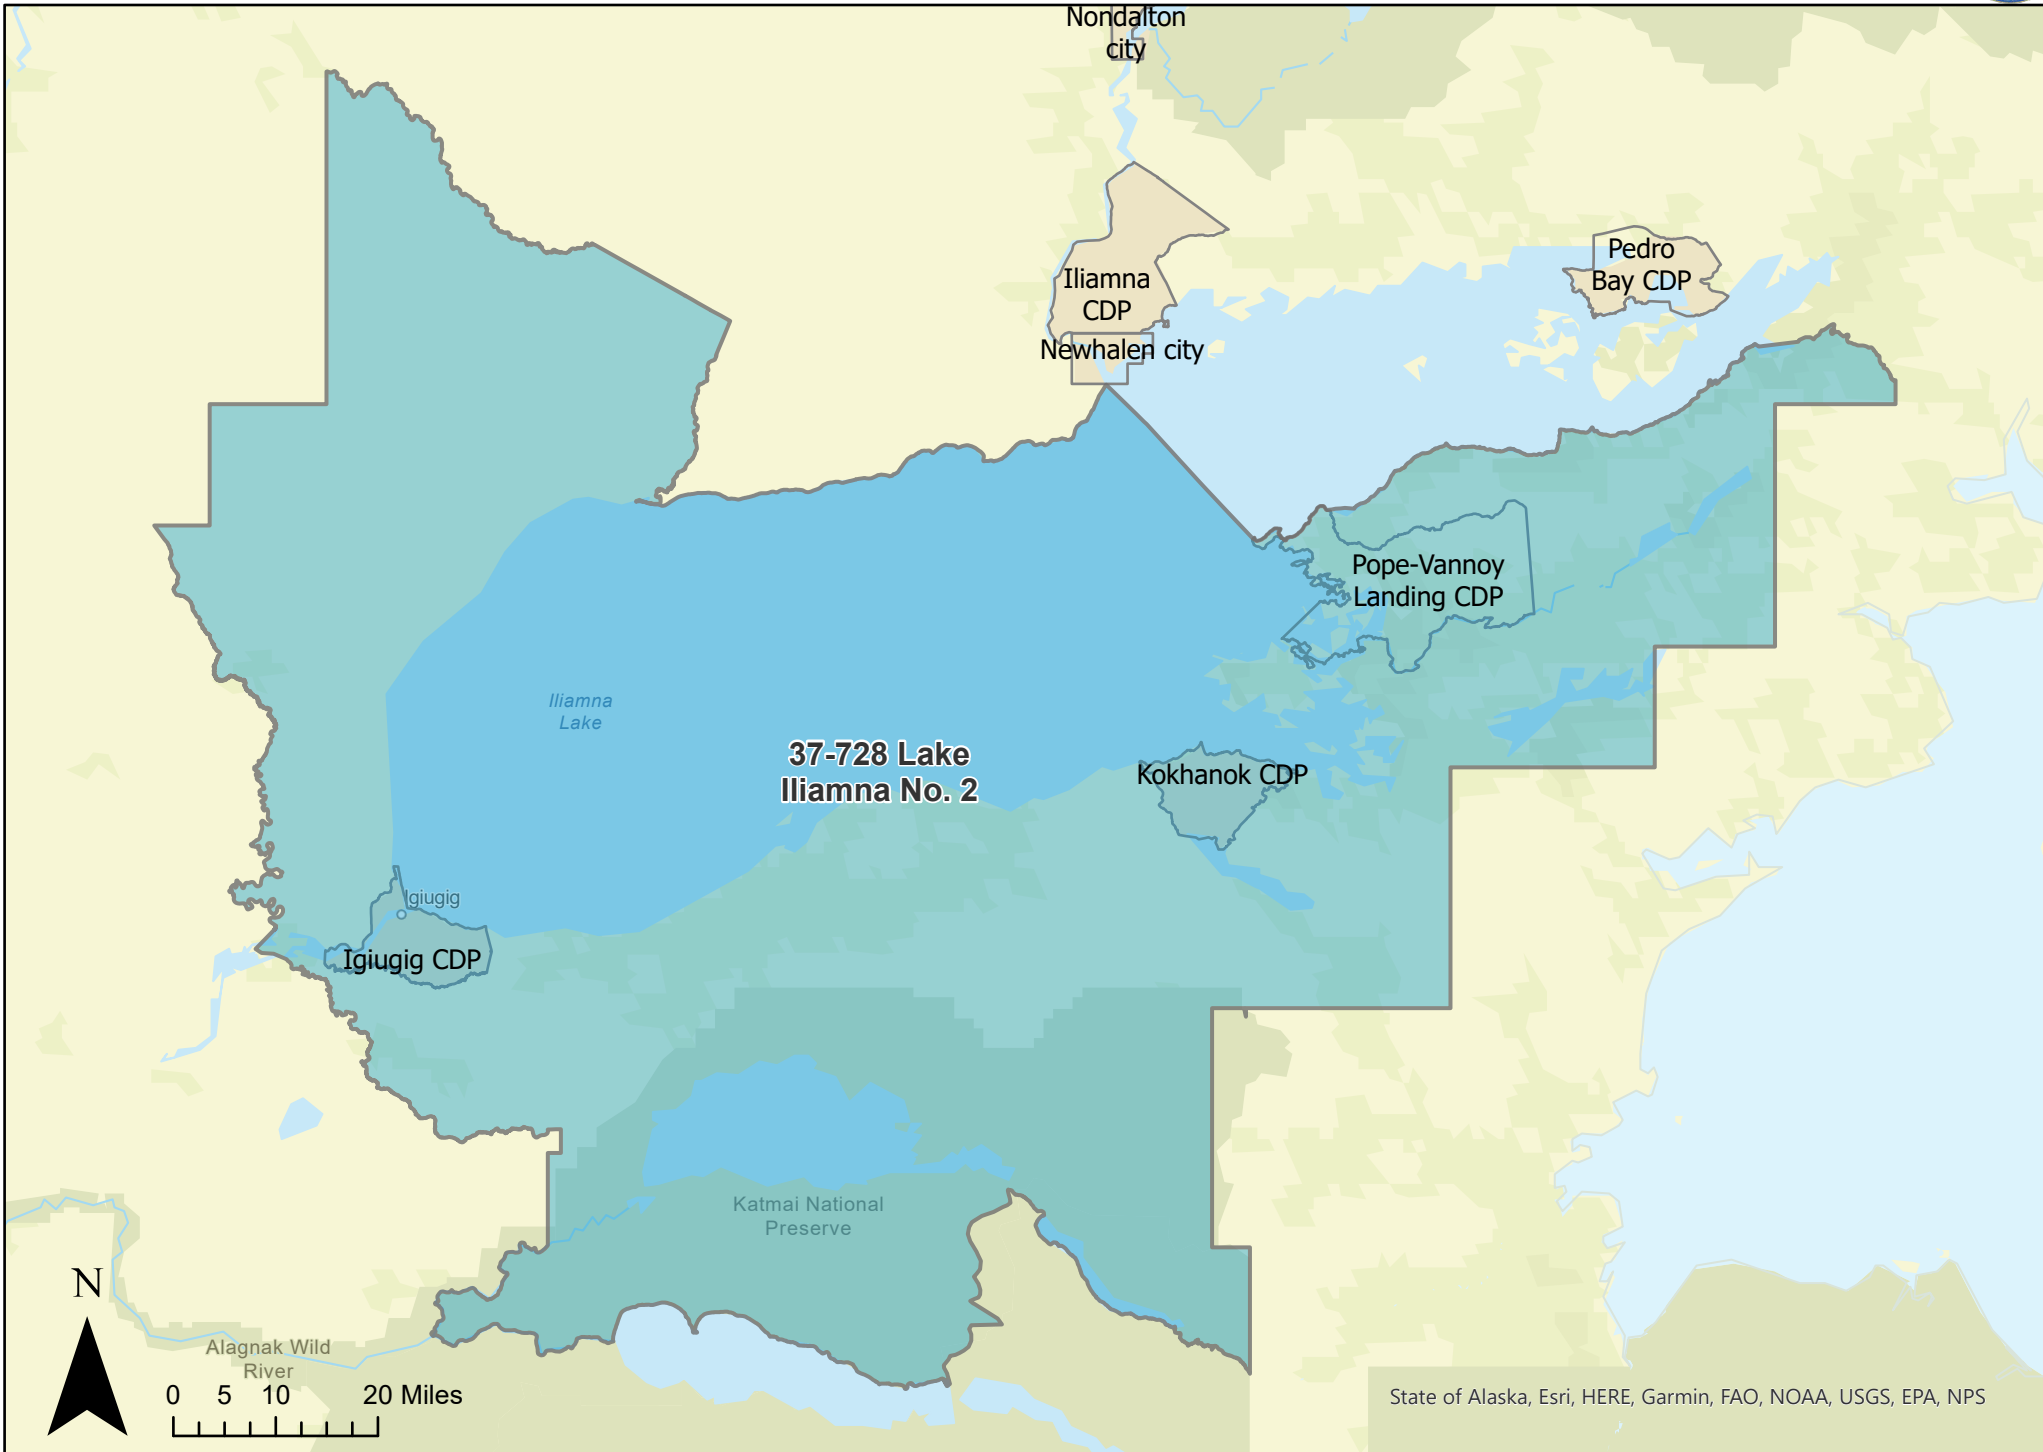 Nondalton
city
Iliamna
CDP
Newhalen city
Pedro
Bay CDP
Pope-Vannoy
Landing CDP
Iliamna
Lake
37-728 Lake
Iliamna No. 2
Kokhanok CDP
Igiugig
Igiugig CDP
Katmai National
Preserve
N
Alagnak Wild
River
0 5 10 20 Miles
State of Alaska, Esri, HERE, Garmin, FAO, NOAA, USGS, EPA, NPS